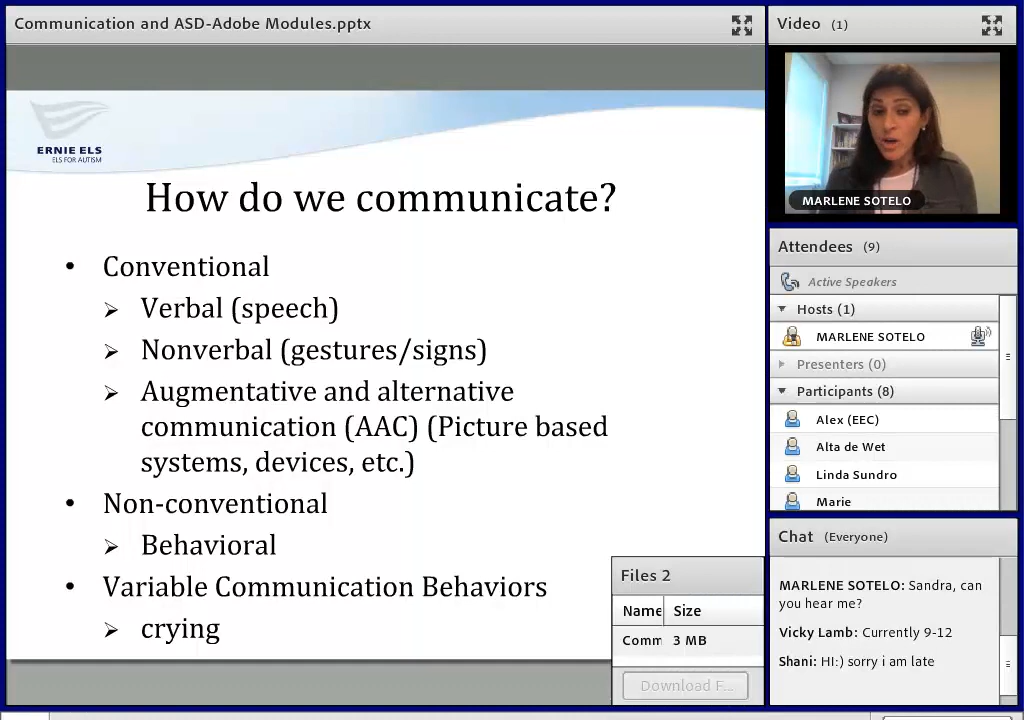 Communication and ASD-Adobe Modules.pptx
ERNIE ELS
ELS FOR AUTISM
How do we communicate?
• Conventional
➢ Verbal (speech)
➢ Nonverbal (gestures/signs)
➢ Augmentative and alternative
communication (AAC) (Picture based
systems, devices, etc.)
• Non-conventional
➢ Behavioral
• Variable Communication Behaviors
➢ crying
Files 2
Name Size
Comm 3 MB
Download F...
Video (1)
MARLENE SOTELO
Attendees (9)
Active Speakers
Hosts (1)
MARLENE SOTELO
Presenters (0)
Participants (8)
Alex (EEC)
Alta de Wet
Linda Sundro
Marie
Chat (Everyone)
MARLENE SOTELO: Sandra, can
you hear me?
Vicky Lamb: Currently 9-12
Shani: HI:) sorry i am late